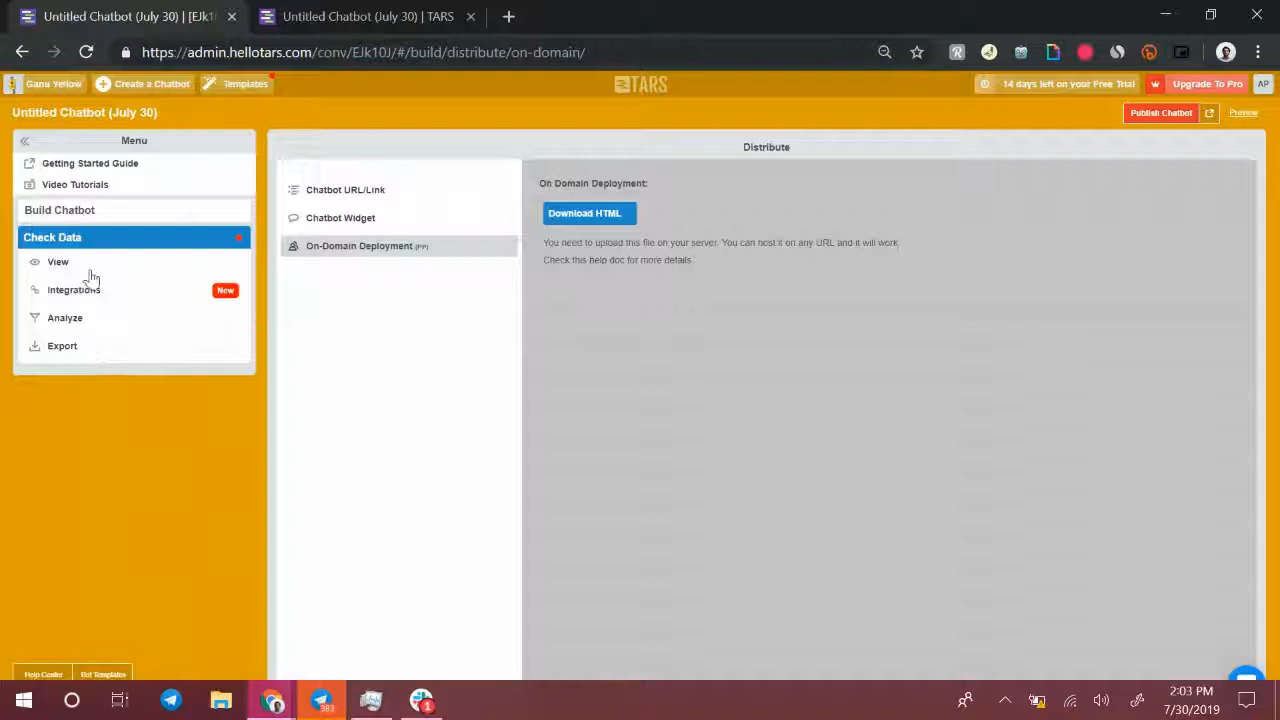 Untitled Chatbot (July 30) | [EJk1
Untitled Chatbot (July 30) | TARS
https://admin.hellotars.com/conv/EJk10J/#/build/distribute/on-domain/
Ganu Yellow
Create a Chatbot
Templates
TARS
14 days left on your Free Trial
Upgrade To Pro
AP
Untitled Chatbot (July 30)
Publish Chatbot
Preview
Menu
Getting Started Guide
Video Tutorials
Build Chatbot
Check Data
View
Integrations
New
Analyze
Export
Distribute
Chatbot URL/Link
Chatbot Widget
On-Domain Deployment (PP)
On Domain Deployment:
Download HTML
You need to upload this file on your server. You can host it on any URL and it will work.
Check this help doc for more details.
Help Center
Bot Templates
383
1
2:03 PM
7/30/2019